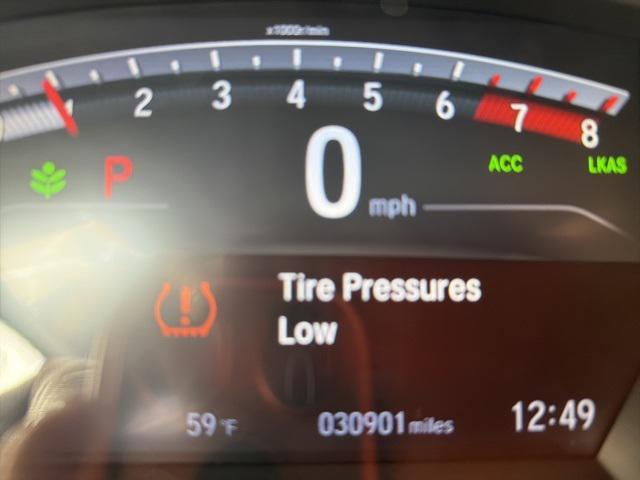 x1000r/min
1 2 3 4 5 6 7 8
0 mph
P
ACC LKAS
Tire Pressures
Low
59°F 030901 miles 12:49